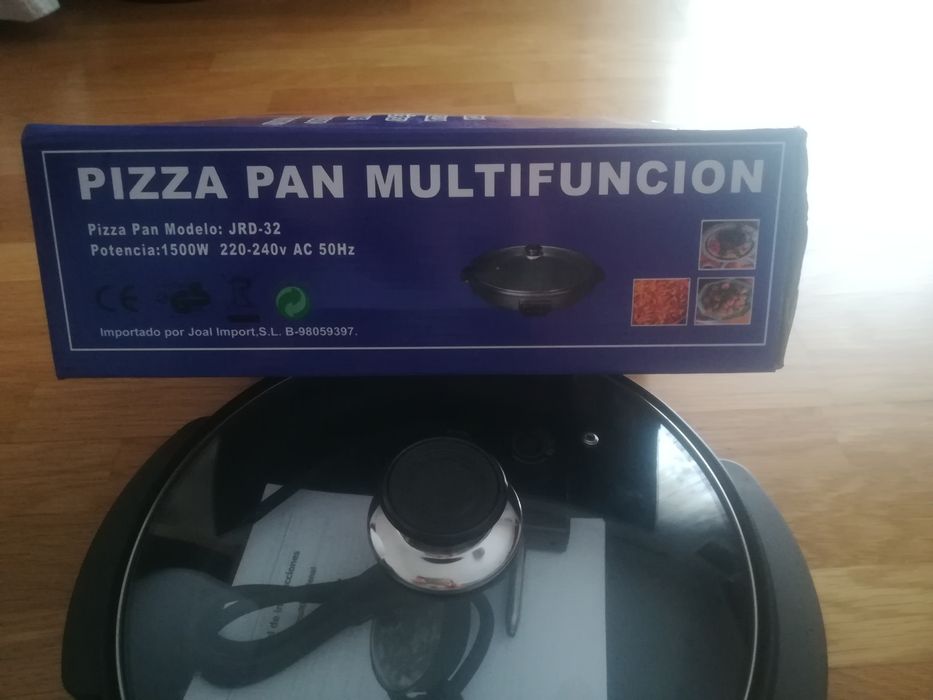 PIZZA PAN MULTIFUNCION
Pizza Pan Modelo: JRD-32
Potencia:1500W 220-240v AC 50Hz
CE
Importado por Joal Import,S.L. B-98059397.